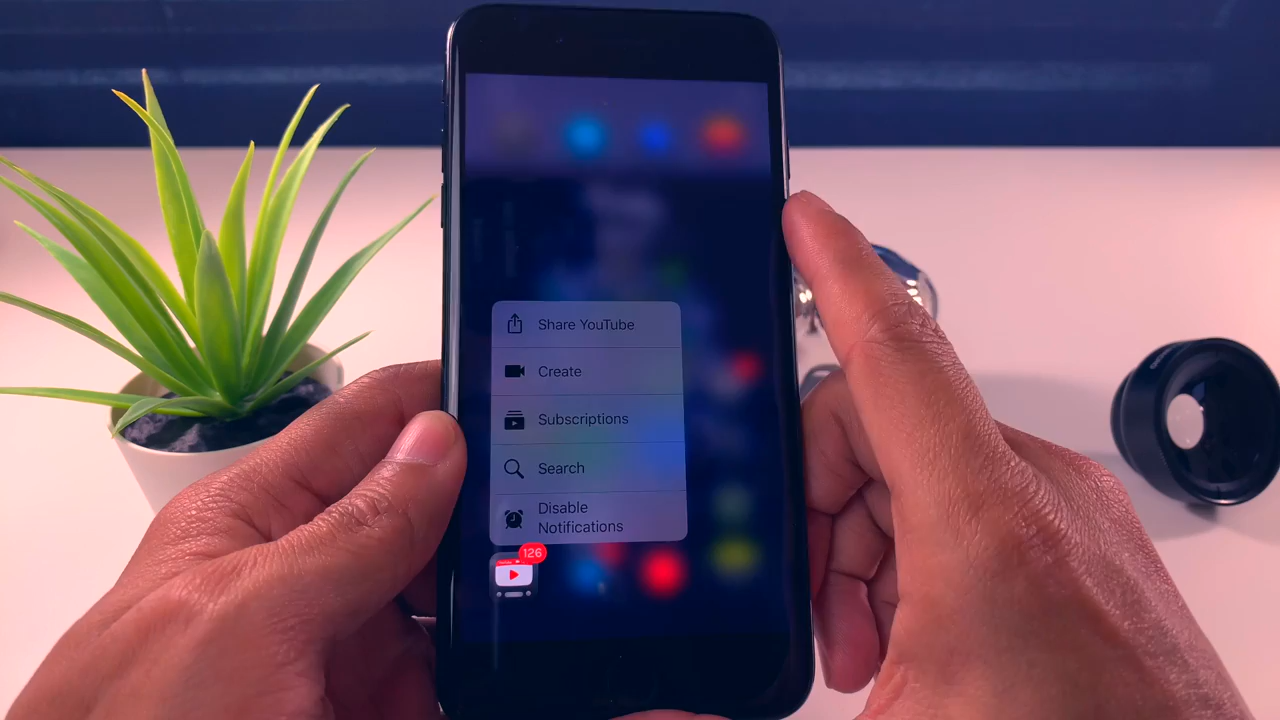 Share YouTube
Create
Subscriptions
Search
Disable
Notifications
126